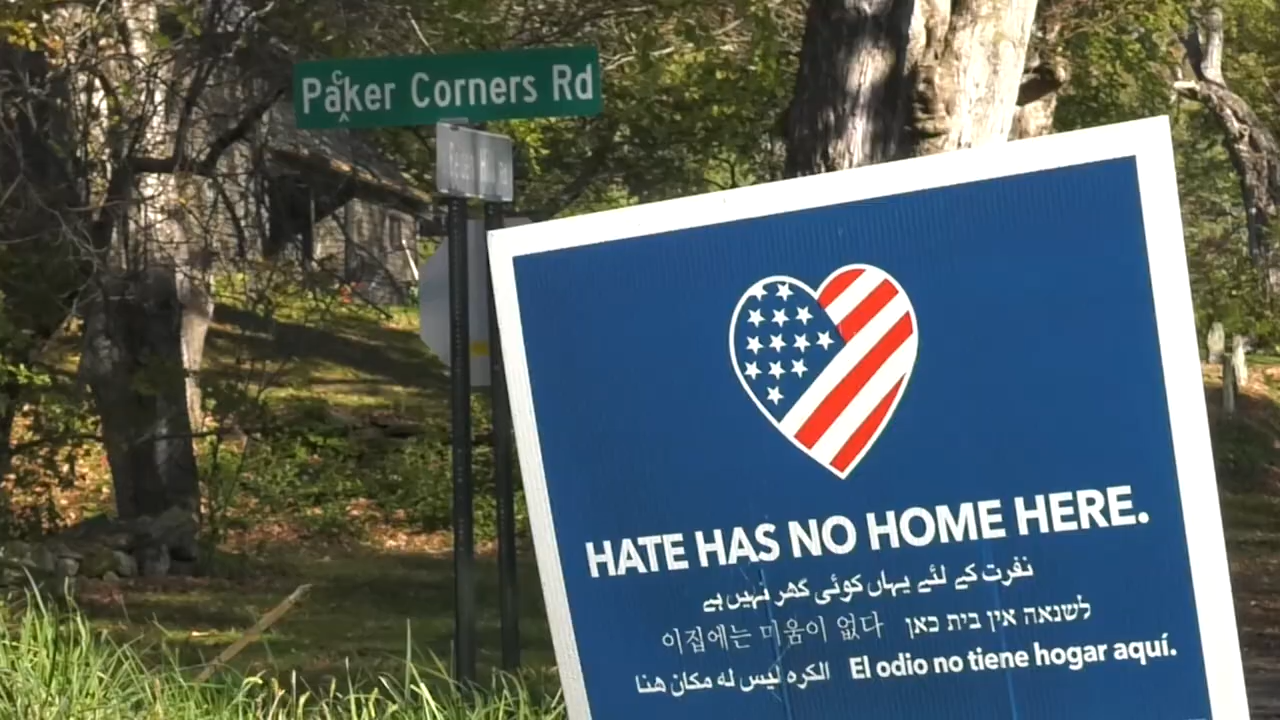 Packer Corners Rd
HATE HAS NO HOME HERE.
نفرت کے لئے یہاں کوئی گھر نہیں ہے
이집에는 미움이 없다 לשנאה אין בית כאן
الكره ليس له مكان هنا El odio no tiene hogar aquí.